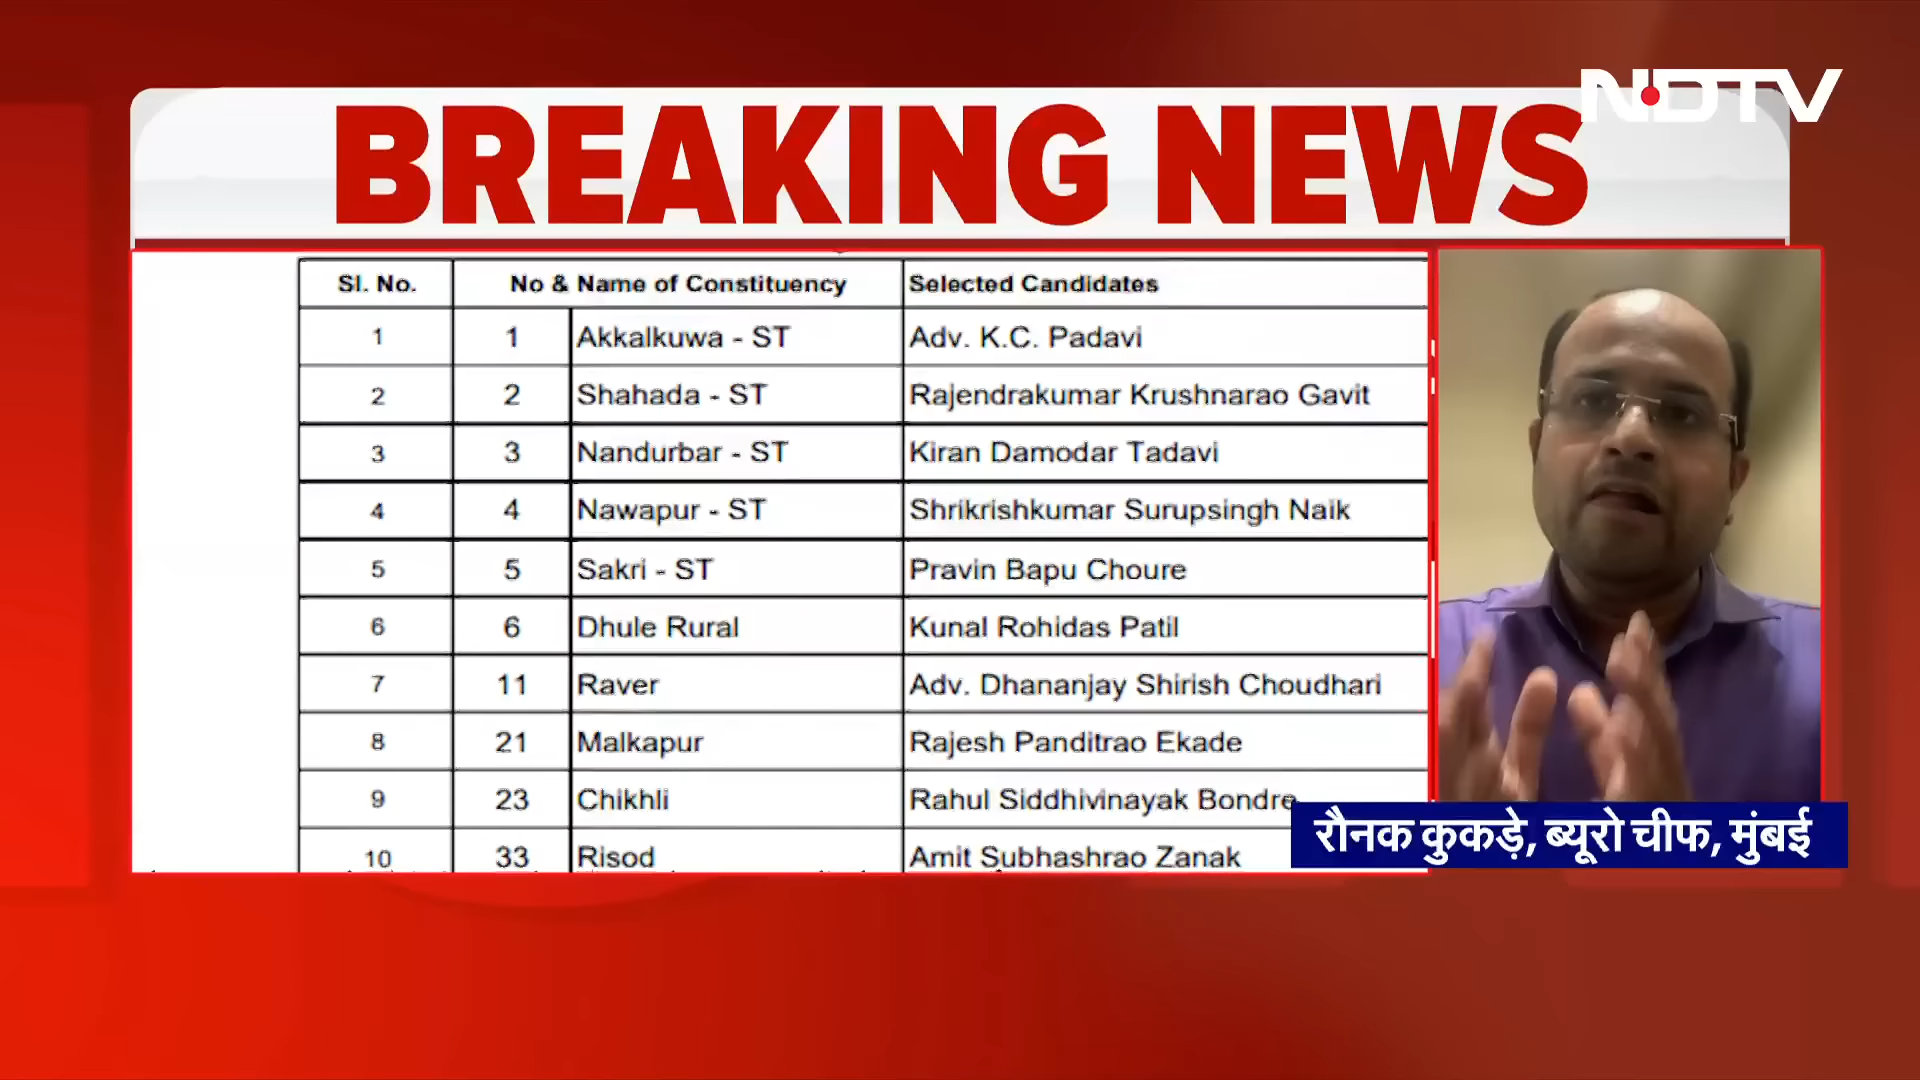 NDTV
BREAKING NEWS
Sl. No. No & Name of Constituency Selected Candidates
1 1 Akkalkuwa - ST Adv. K.C. Padavi
2 2 Shahada - ST Rajendrakumar Krushnarao Gavit
3 3 Nandurbar - ST Kiran Damodar Tadavi
4 4 Nawapur - ST Shrikrishkumar Surupsingh Naik
5 5 Sakri - ST Pravin Bapu Choure
6 6 Dhule Rural Kunal Rohidas Patil
7 11 Raver Adv. Dhananjay Shirish Choudhari
8 21 Malkapur Rajesh Panditrao Ekade
9 23 Chikhli Rahul Siddhivinayak Bondre
10 33 Risod Amit Subhashrao Zanak
रौनक कुकड़े, ब्यूरो चीफ, मुंबई